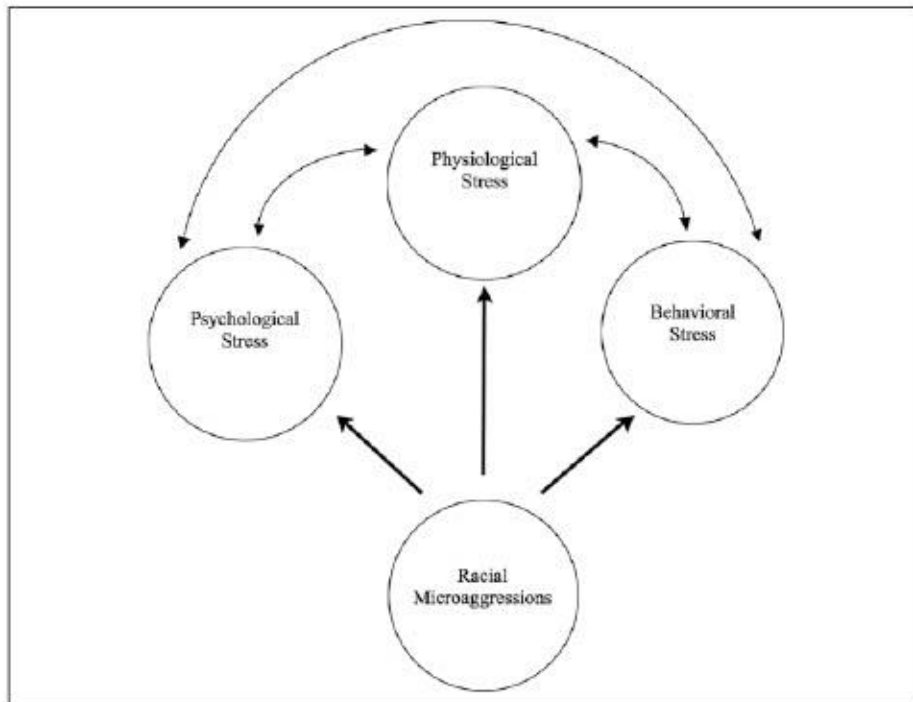 Physiological
Stress
Psychological
Stress
Behavioral
Stress
Racial
Microaggressions